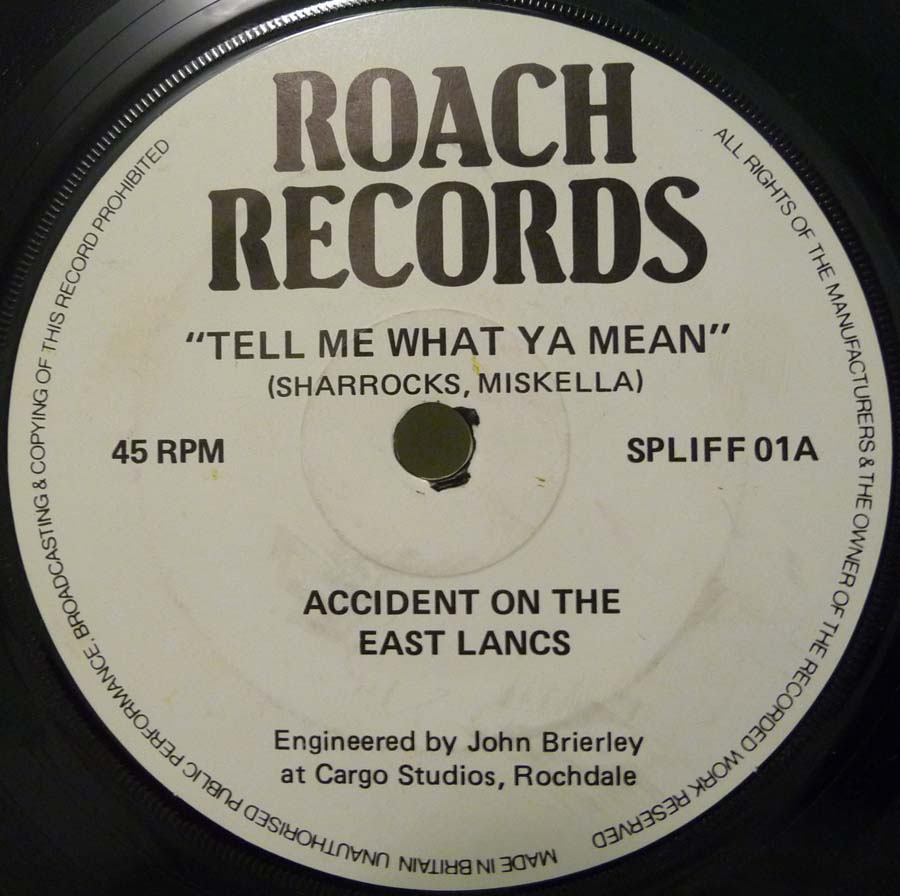 ROACH
RECORDS
"TELL ME WHAT YA MEAN"
(SHARROCKS, MISKELLA)
45 RPM
SPLIFF 01A
ACCIDENT ON THE
EAST LANCS
Engineered by John Brierley
at Cargo Studios, Rochdale
ALL RIGHTS OF THE MANUFACTURERS & THE OWNER OF THE RECORDED WORK RESERVED
MADE IN BRITAIN UNAUTHORISED PUBLIC PERFORMANCE, BROADCASTING & COPYING OF THIS RECORD PROHIBITED